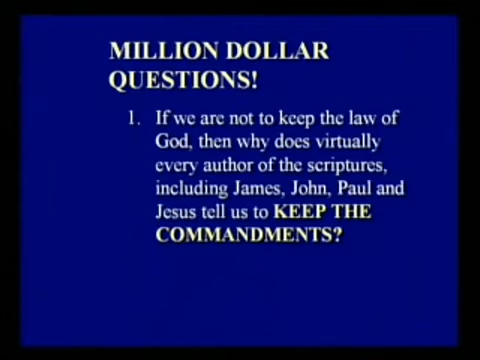 MILLION DOLLAR
QUESTIONS!
1. If we are not to keep the law of
God, then why does virtually
every author of the scriptures,
including James, John, Paul and
Jesus tell us to KEEP THE
COMMANDMENTS?